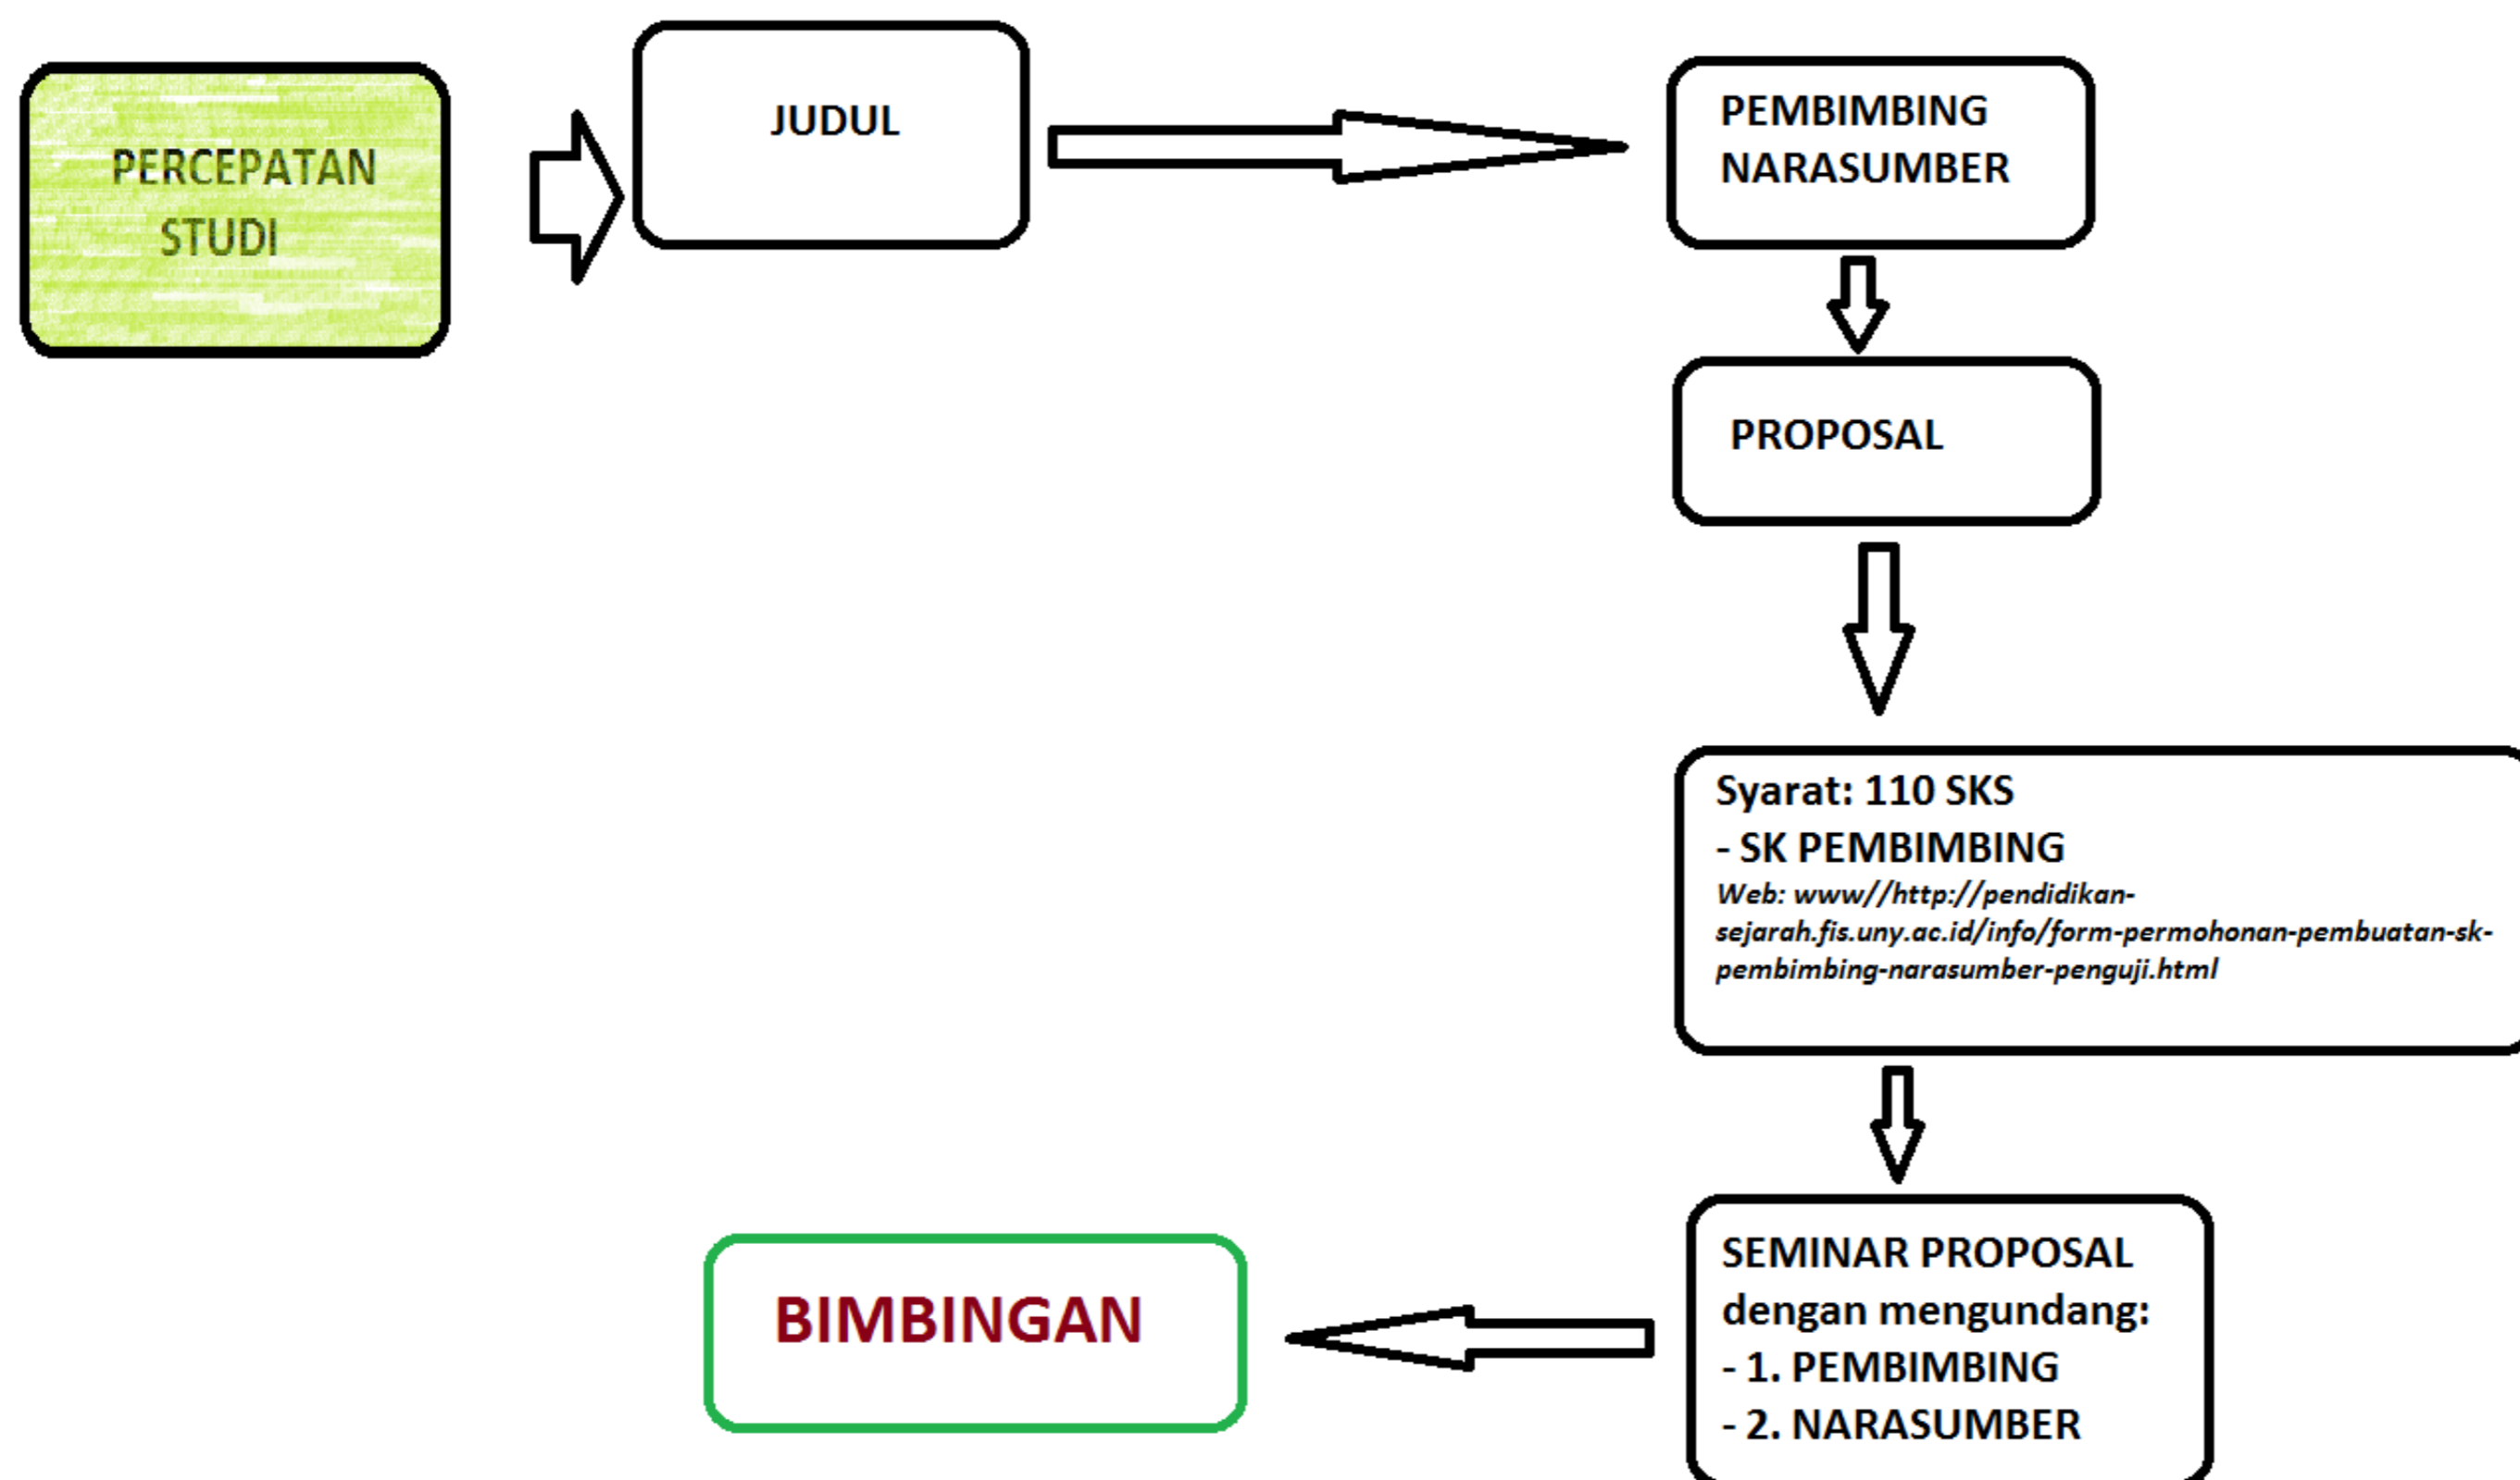 PERCEPATAN
STUDI
JUDUL
PEMBIMBING
NARASUMBER
PROPOSAL
Syarat: 110 SKS
- SK PEMBIMBING
Web: www//http://pendidikan-
sejarah.fis.uny.ac.id/info/form-permohonan-pembuatan-sk-
pembimbing-narasumber-penguji.html
SEMINAR PROPOSAL
dengan mengundang:
- 1. PEMBIMBING
- 2. NARASUMBER
BIMBINGAN